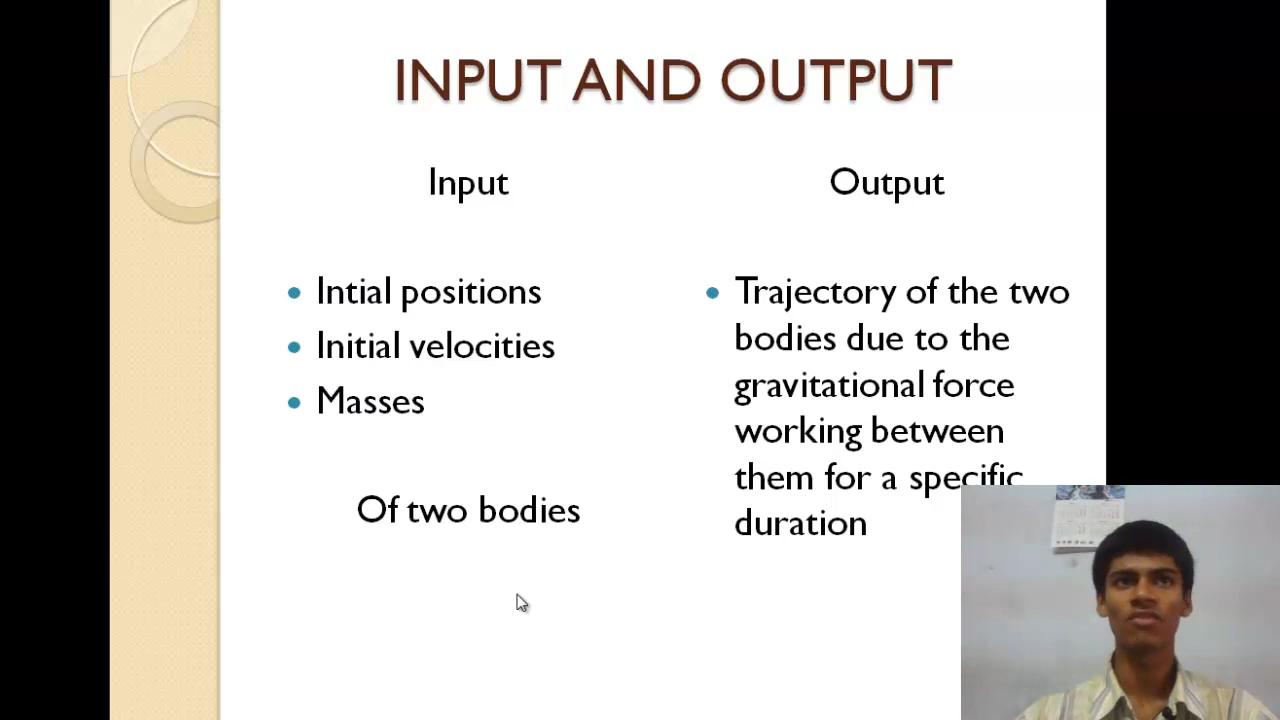 INPUT AND OUTPUT
Input
Intial positions
Initial velocities
Masses
Of two bodies
Output
Trajectory of the two
bodies due to the
gravitational force
working between
them for a specific
duration